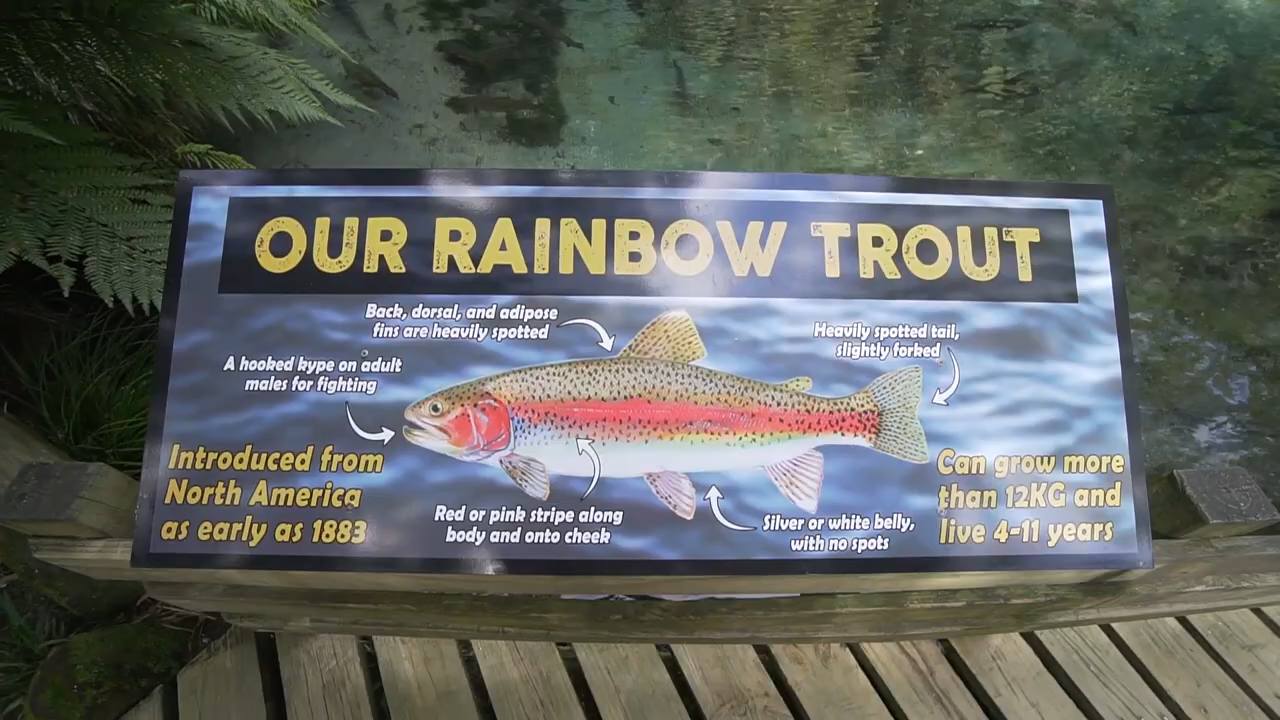 OUR RAINBOW TROUT
Back, dorsal, and adipose
fins are heavily spotted
Heavily spotted tail,
slightly forked
A hooked kype on adult
males for fighting
Introduced from
North America
as early as 1883
Red or pink stripe along
body and onto cheek
Silver or white belly,
with no spots
Can grow more
than 12KG and
live 4-11 years